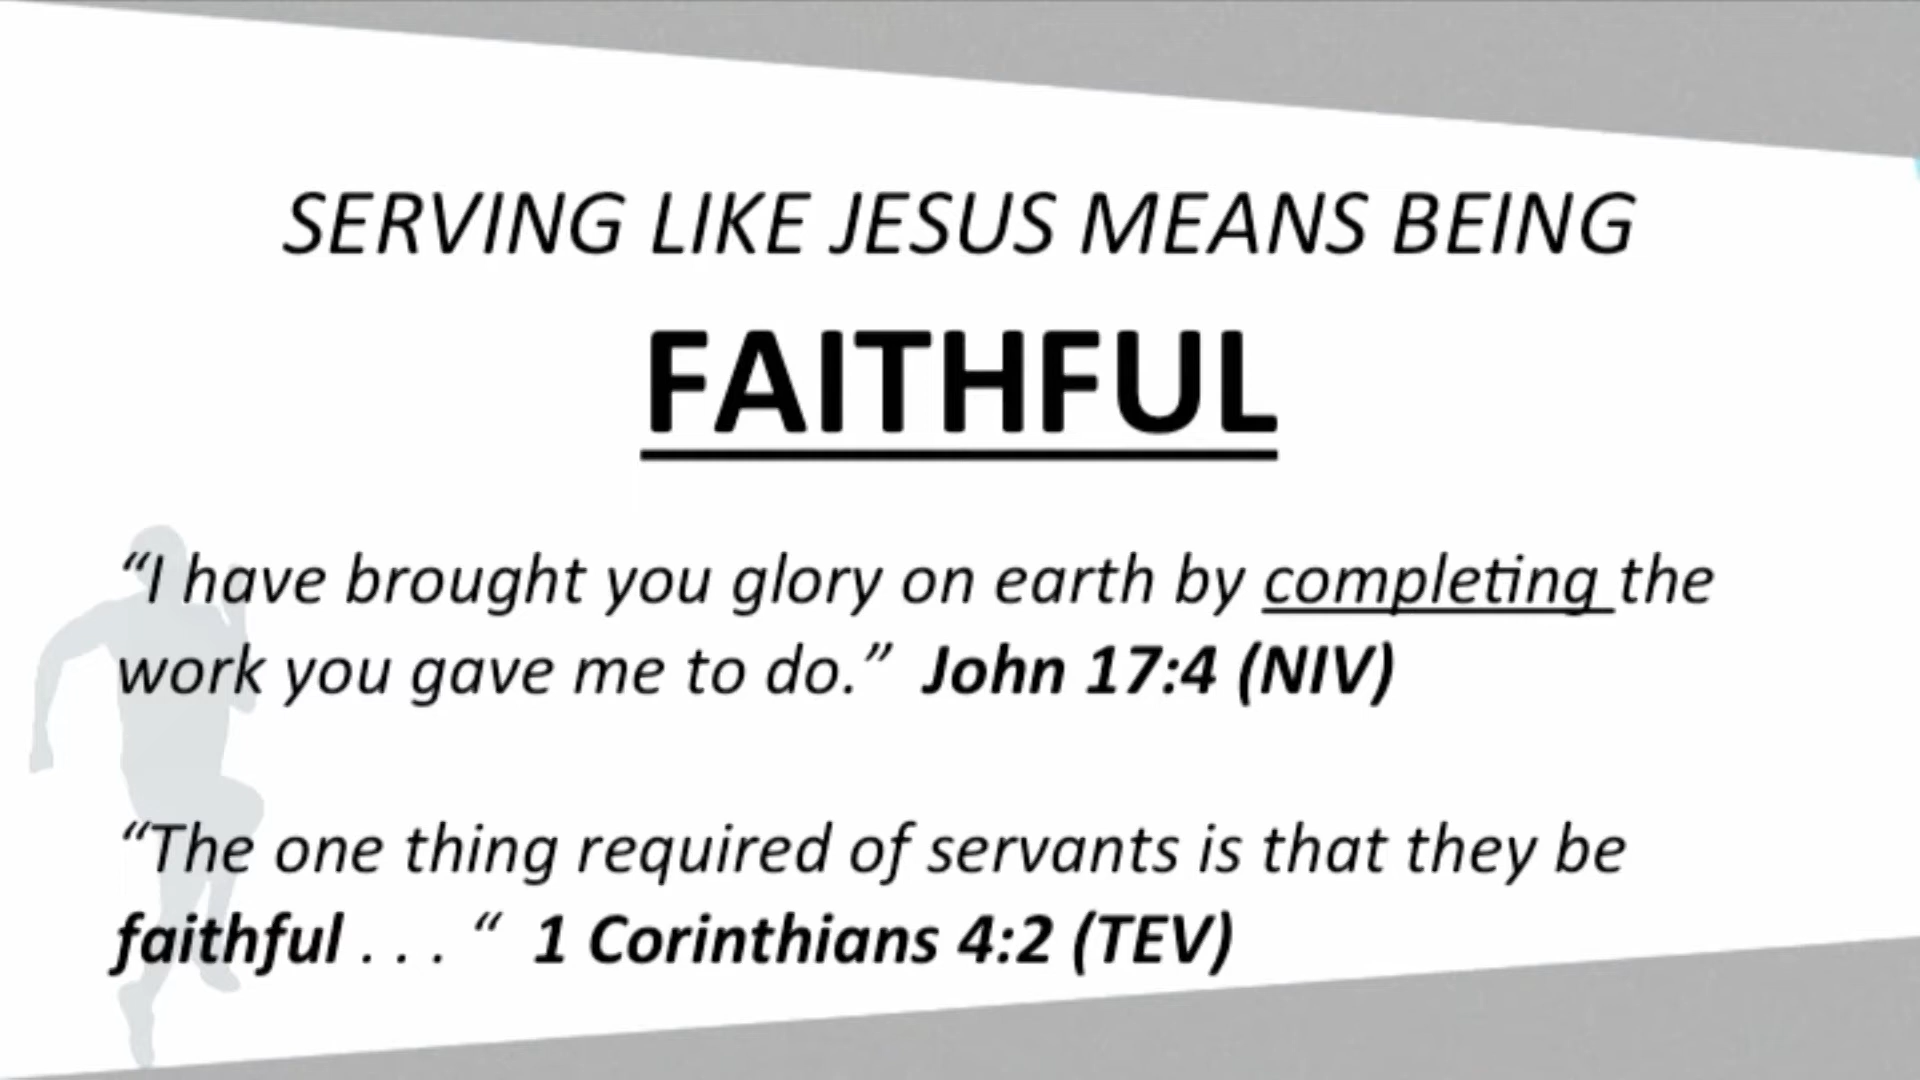 SERVING LIKE JESUS MEANS BEING
FAITHFUL
“I have brought you glory on earth by completing the
work you gave me to do.” John 17:4 (NIV)
“The one thing required of servants is that they be
faithful . . . “ 1 Corinthians 4:2 (TEV)